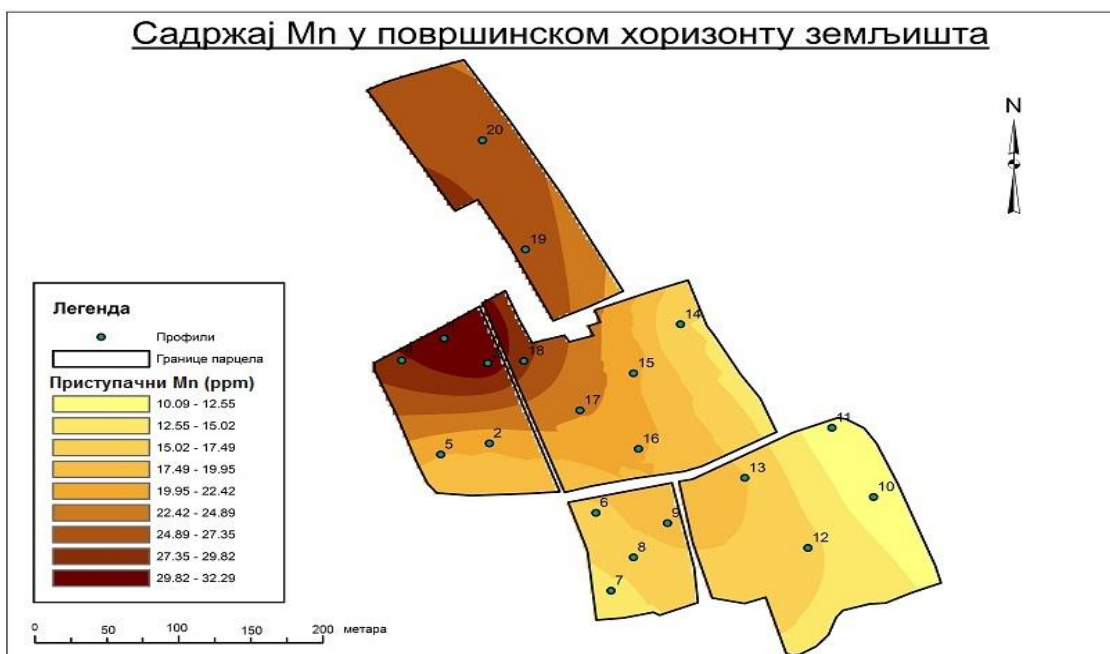 Садржај Mn у површинском хоризонту земљишта
N
20
19
14
18
15
17
2
5
16
11
13
10
6
9
12
8
7
Легенда
Профили
Границе парцела
Приступачни Mn (ppm)
10.09 - 12.55
12.55 - 15.02
15.02 - 17.49
17.49 - 19.95
19.95 - 22.42
22.42 - 24.89
24.89 - 27.35
27.35 - 29.82
29.82 - 32.29
0 50 100 150 200 метара